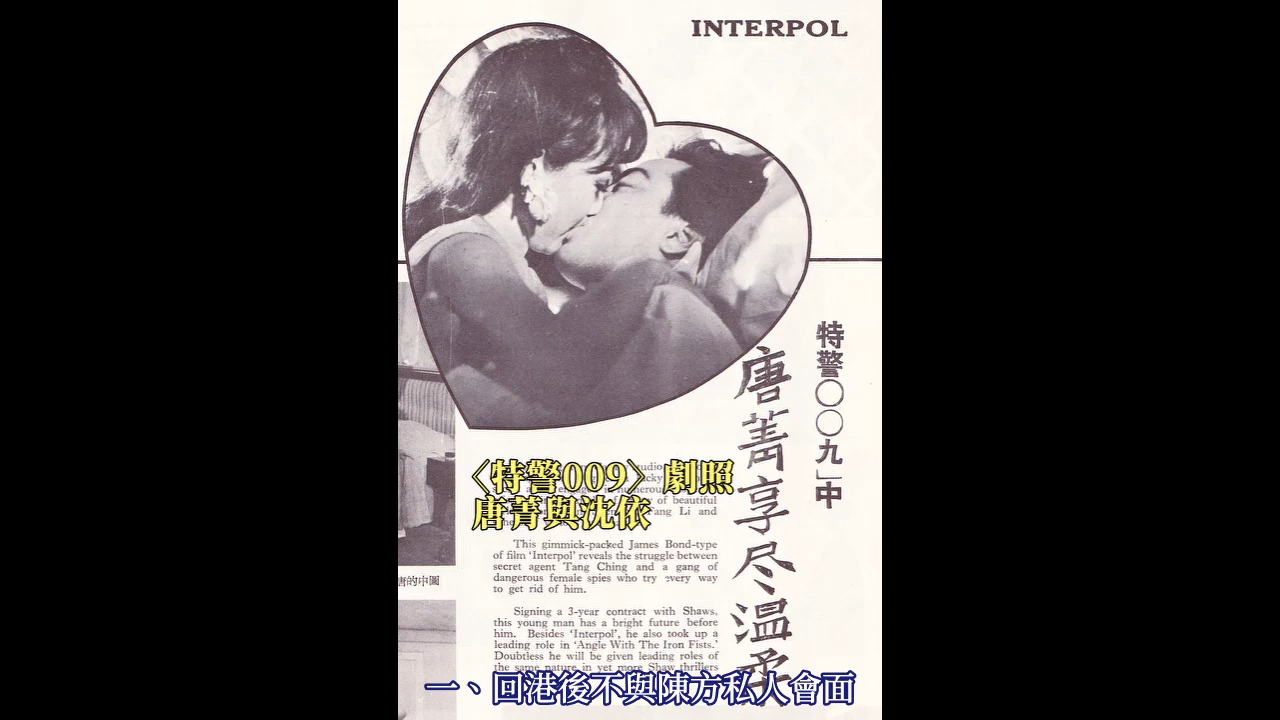 INTERPOL
特警〇〇九」中
唐菁享尽温柔
〈特警009〉劇照
唐菁與沈依
of beautiful
Fang Li and
This gimmick-packed James Bond-type
of film 'Interpol' reveals the struggle between
secret agent Tang Ching and a gang of
dangerous female spies who try every way
to get rid of him.
Signing a 3-year contract with Shaws,
this young man has a bright future before
him. Besides 'Interpol', he also took up a
leading role in 'Angle With The Iron Fists.'
Doubtless he will be given leading roles of
the same nature in yet more Shaw thrillers
唐的中圖
一、回港後不與陳方私人會面